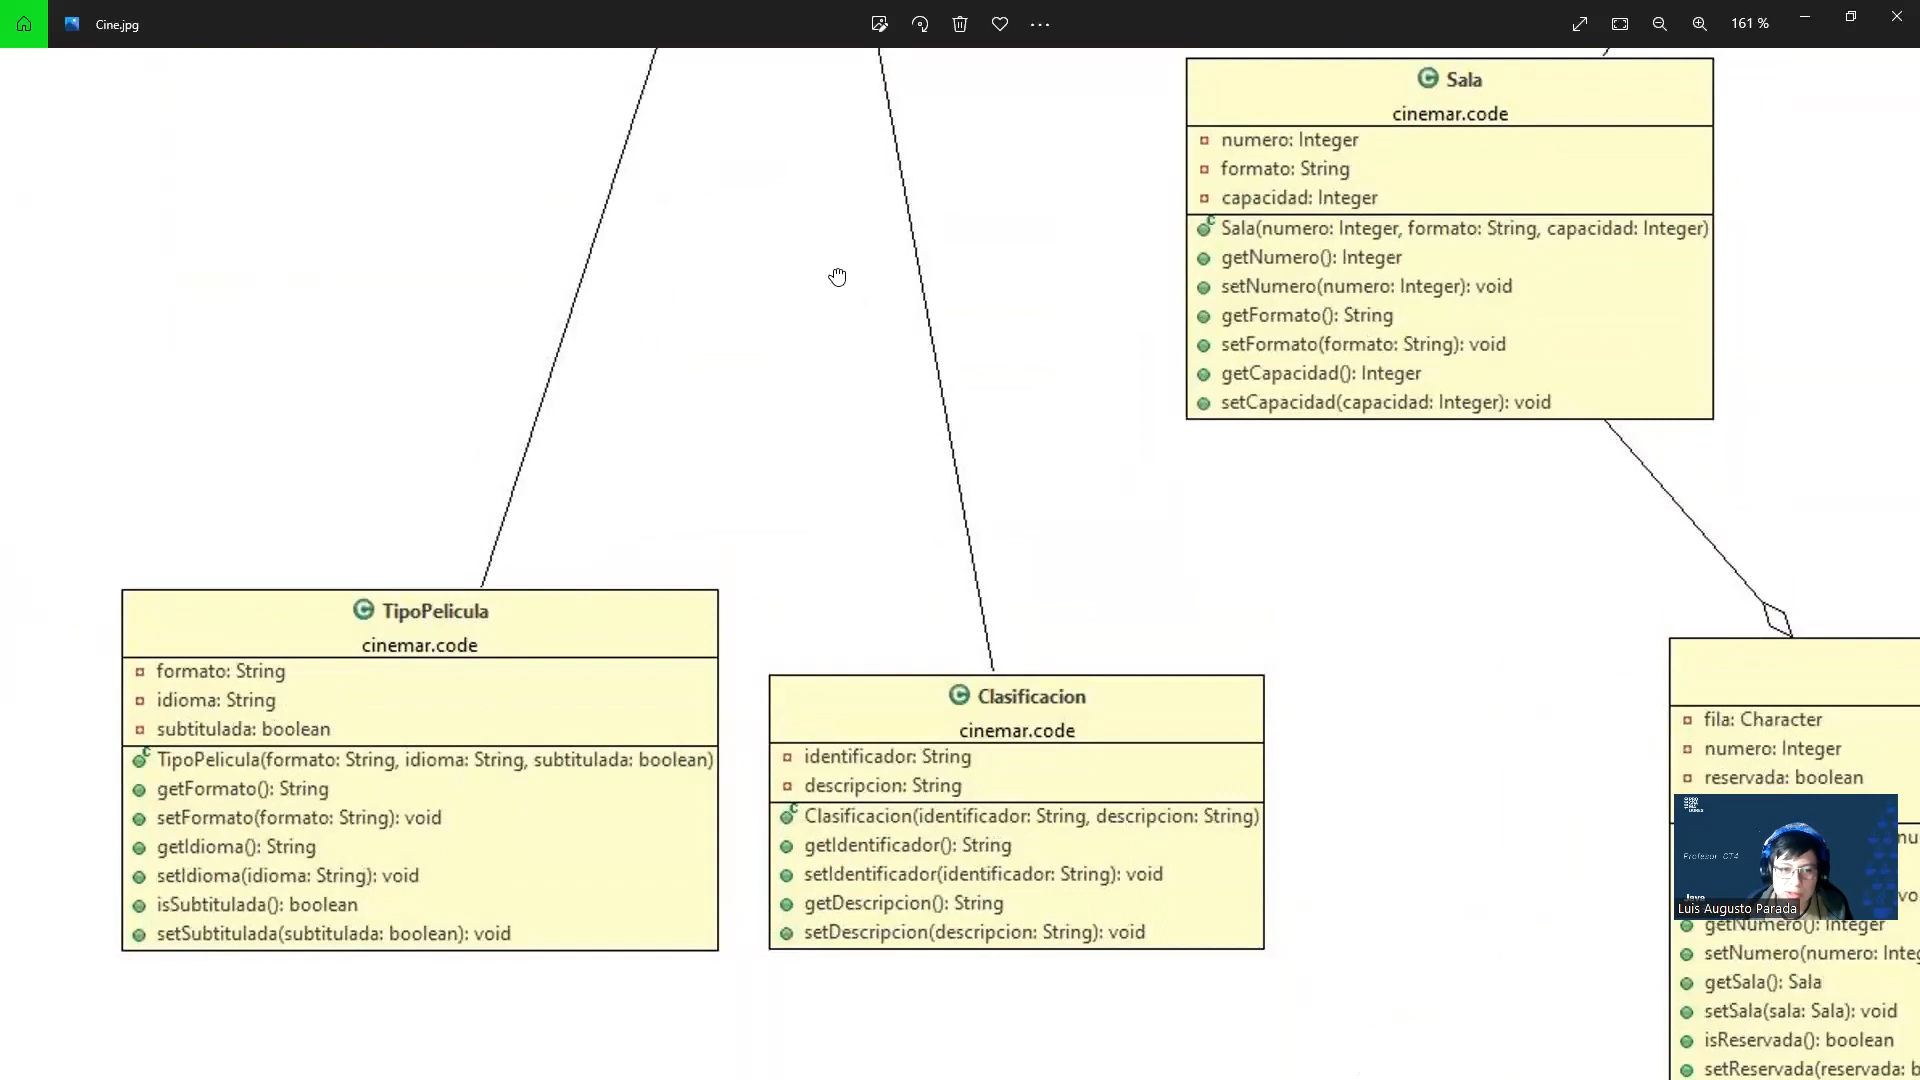 Cine.jpg
161 %
Sala
cinemar.code
numero: Integer
formato: String
capacidad: Integer
Sala(numero: Integer, formato: String, capacidad: Integer)
getNumero(): Integer
setNumero(numero: Integer): void
getFormato(): String
setFormato(formato: String): void
getCapacidad(): Integer
setCapacidad(capacidad: Integer): void
TipoPelicula
cinemar.code
formato: String
idioma: String
subtitulada: boolean
TipoPelicula(formato: String, idioma: String, subtitulada: boolean)
getFormato(): String
setFormato(formato: String): void
getIdioma(): String
setIdioma(idioma: String): void
isSubtitulada(): boolean
setSubtitulada(subtitulada: boolean): void
Clasificacion
cinemar.code
identificador: String
descripcion: String
Clasificacion(identificador: String, descripcion: String)
getIdentificador(): String
setIdentificador(identificador: String): void
getDescripcion(): String
setDescripcion(descripcion: String): void
fila: Character
numero: Integer
reservada: boolean
Profesor CT4
Java
Luis Augusto Parada
getNumero(): Integer
setNumero(numero: Integ
getSala(): Sala
setSala(sala: Sala): void
isReservada(): boolean
setReservada(reservada: b